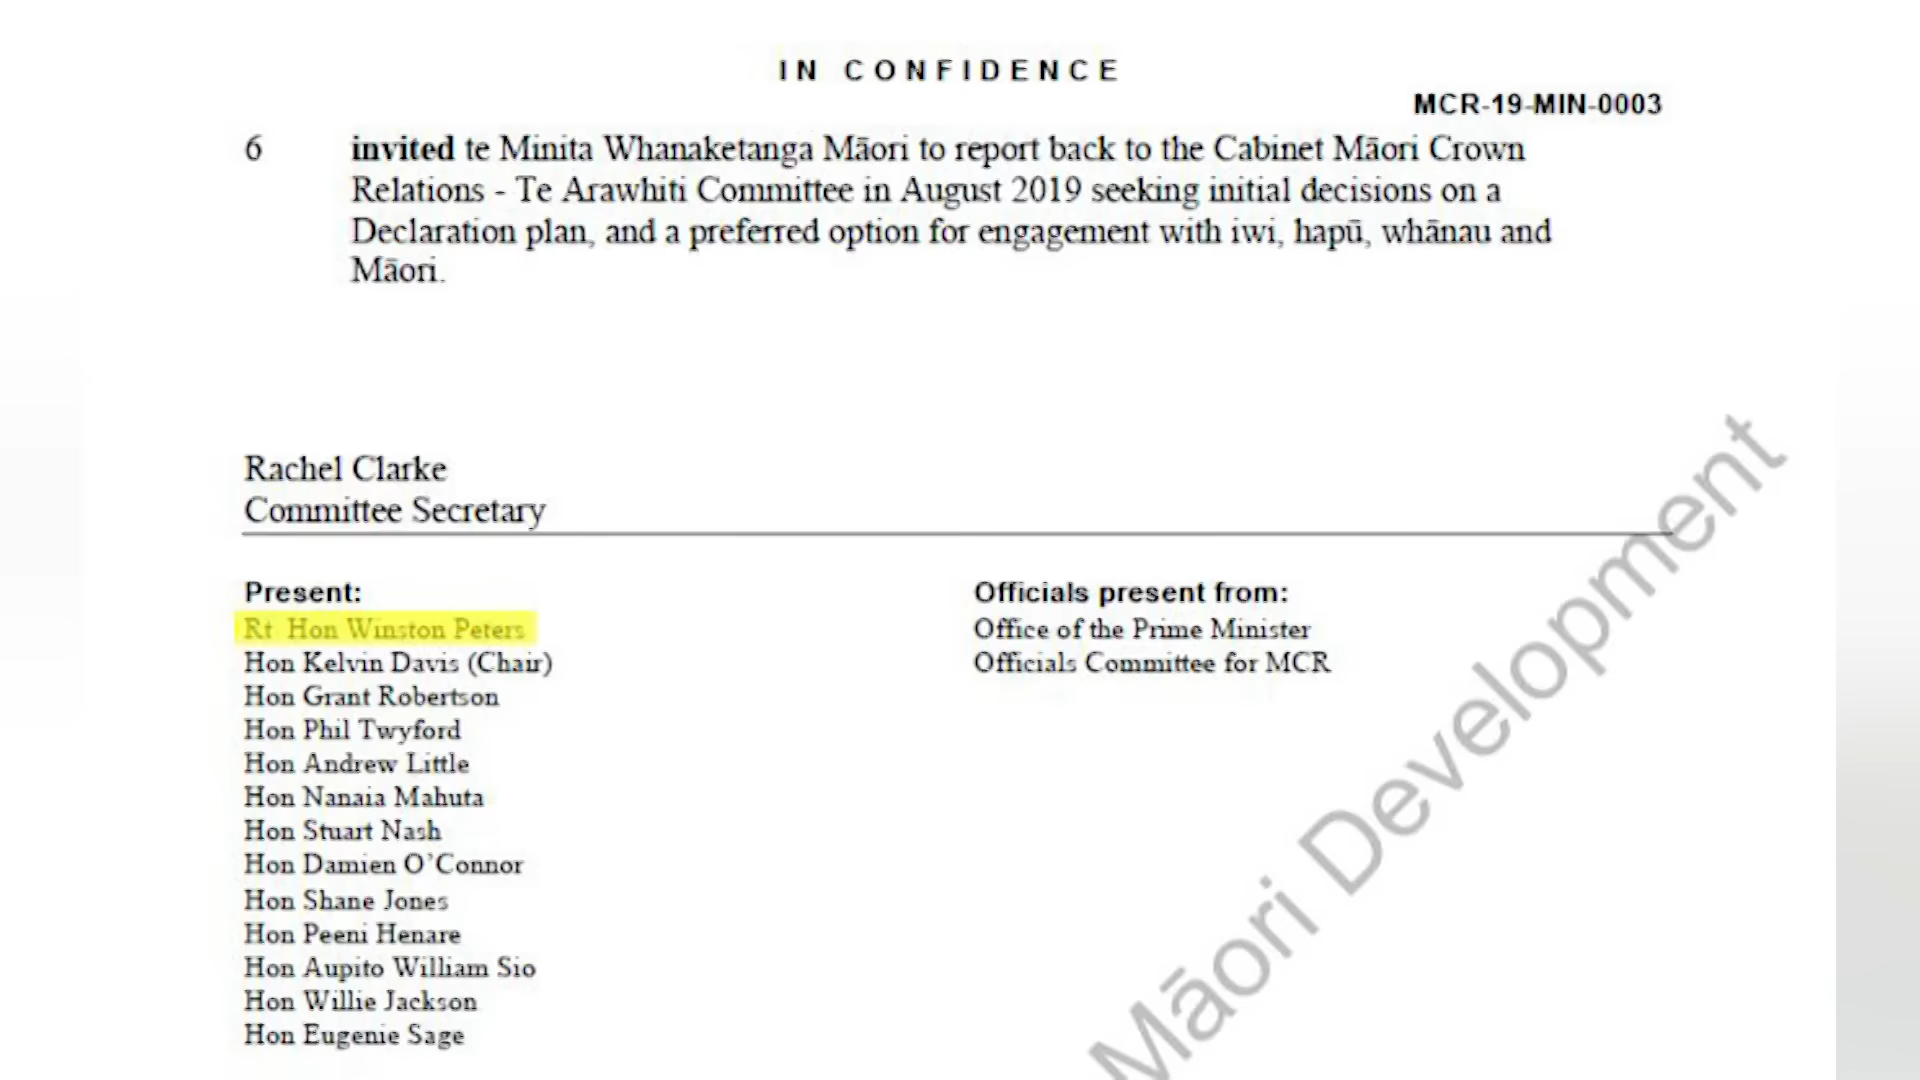 IN CONFIDENCE
MCR-19-MIN-0003
6 invited te Minita Whanaketanga Māori to report back to the Cabinet Māori Crown
Relations - Te Arawhiti Committee in August 2019 seeking initial decisions on a
Declaration plan, and a preferred option for engagement with iwi, hapū, whānau and
Māori.
Rachel Clarke
Committee Secretary
Present:
Rt Hon Winston Peters
Hon Kelvin Davis (Chair)
Hon Grant Robertson
Hon Phil Twyford
Hon Andrew Little
Hon Nanaia Mahuta
Hon Stuart Nash
Hon Damien O’Connor
Hon Shane Jones
Hon Peeni Henare
Hon Aupito William Sio
Hon Willie Jackson
Hon Eugenie Sage
Officials present from:
Office of the Prime Minister
Officials Committee for MCR
Māori Development